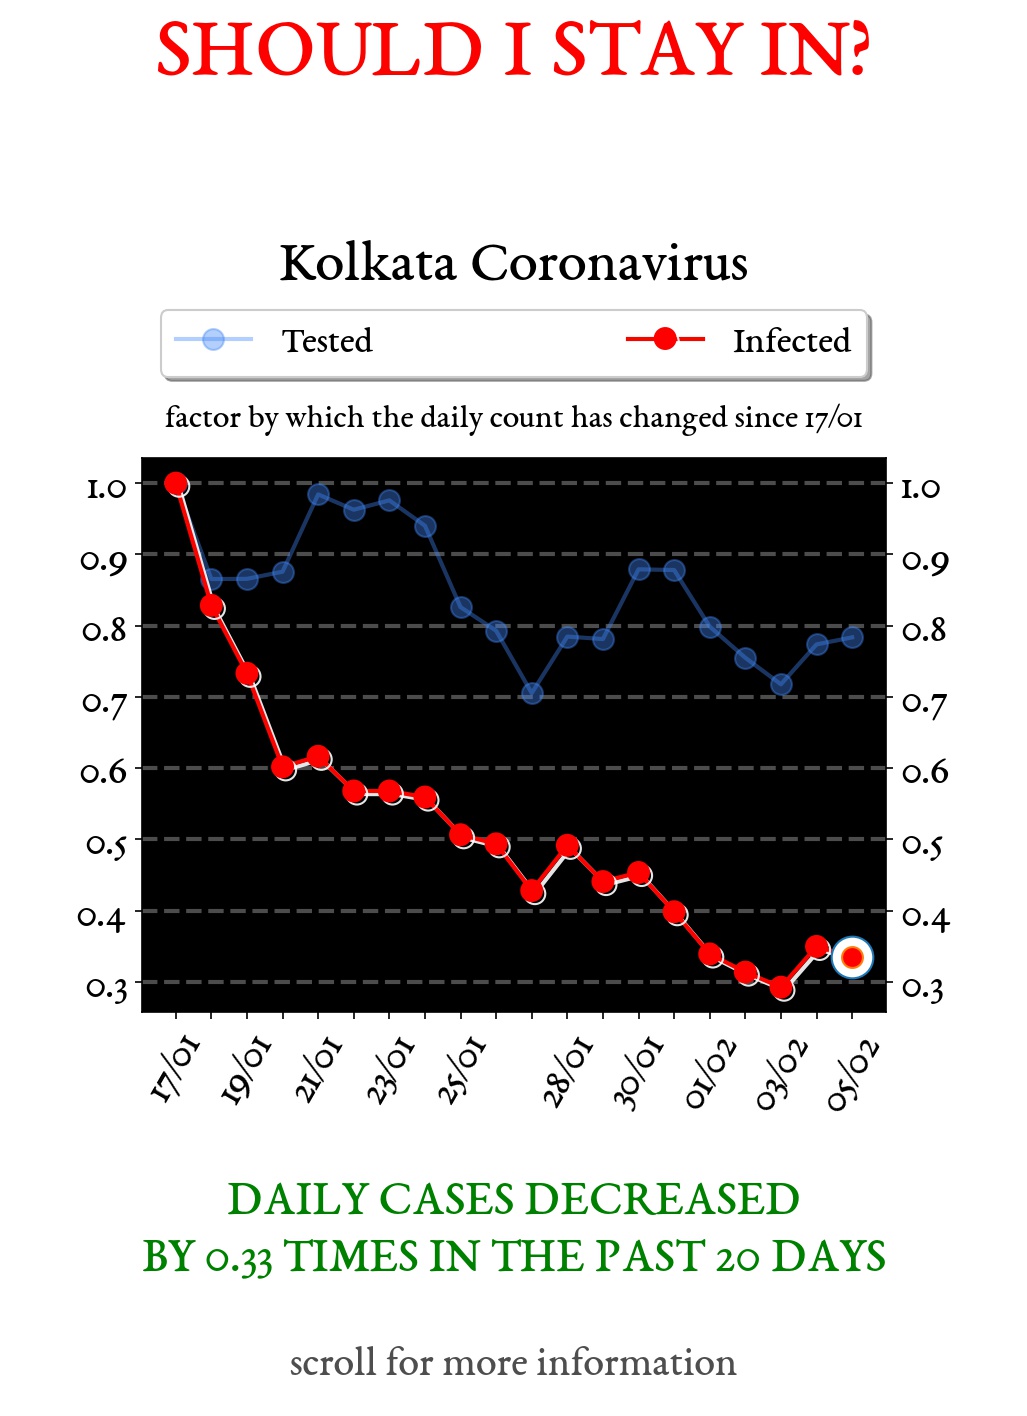 SHOULD I STAY IN?
Kolkata Coronavirus
Tested Infected
factor by which the daily count has changed since 17/01
1.0 1.0
0.9 0.9
0.8 0.8
0.7 0.7
0.6 0.6
0.5 0.5
0.4 0.4
0.3 0.3
17/01 19/01 21/01 23/01 25/01 28/01 30/01 01/02 03/02 05/02
DAILY CASES DECREASED
BY 0.33 TIMES IN THE PAST 20 DAYS
scroll for more information